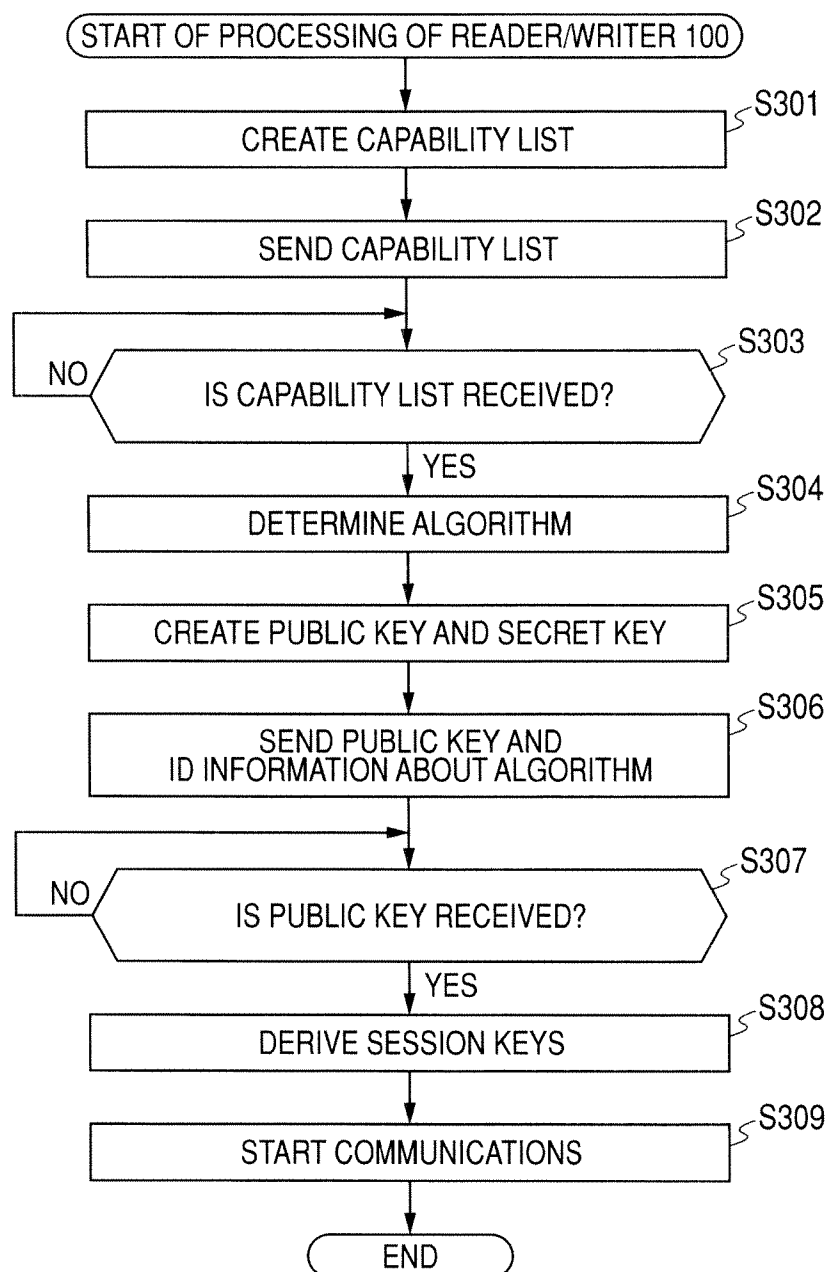 START OF PROCESSING OF READER/WRITER 100
S301
CREATE CAPABILITY LIST
S302
SEND CAPABILITY LIST
S303
NO
IS CAPABILITY LIST RECEIVED?
YES
S304
DETERMINE ALGORITHM
S305
CREATE PUBLIC KEY AND SECRET KEY
S306
SEND PUBLIC KEY AND
ID INFORMATION ABOUT ALGORITHM
S307
NO
IS PUBLIC KEY RECEIVED?
YES
S308
DERIVE SESSION KEYS
S309
START COMMUNICATIONS
END